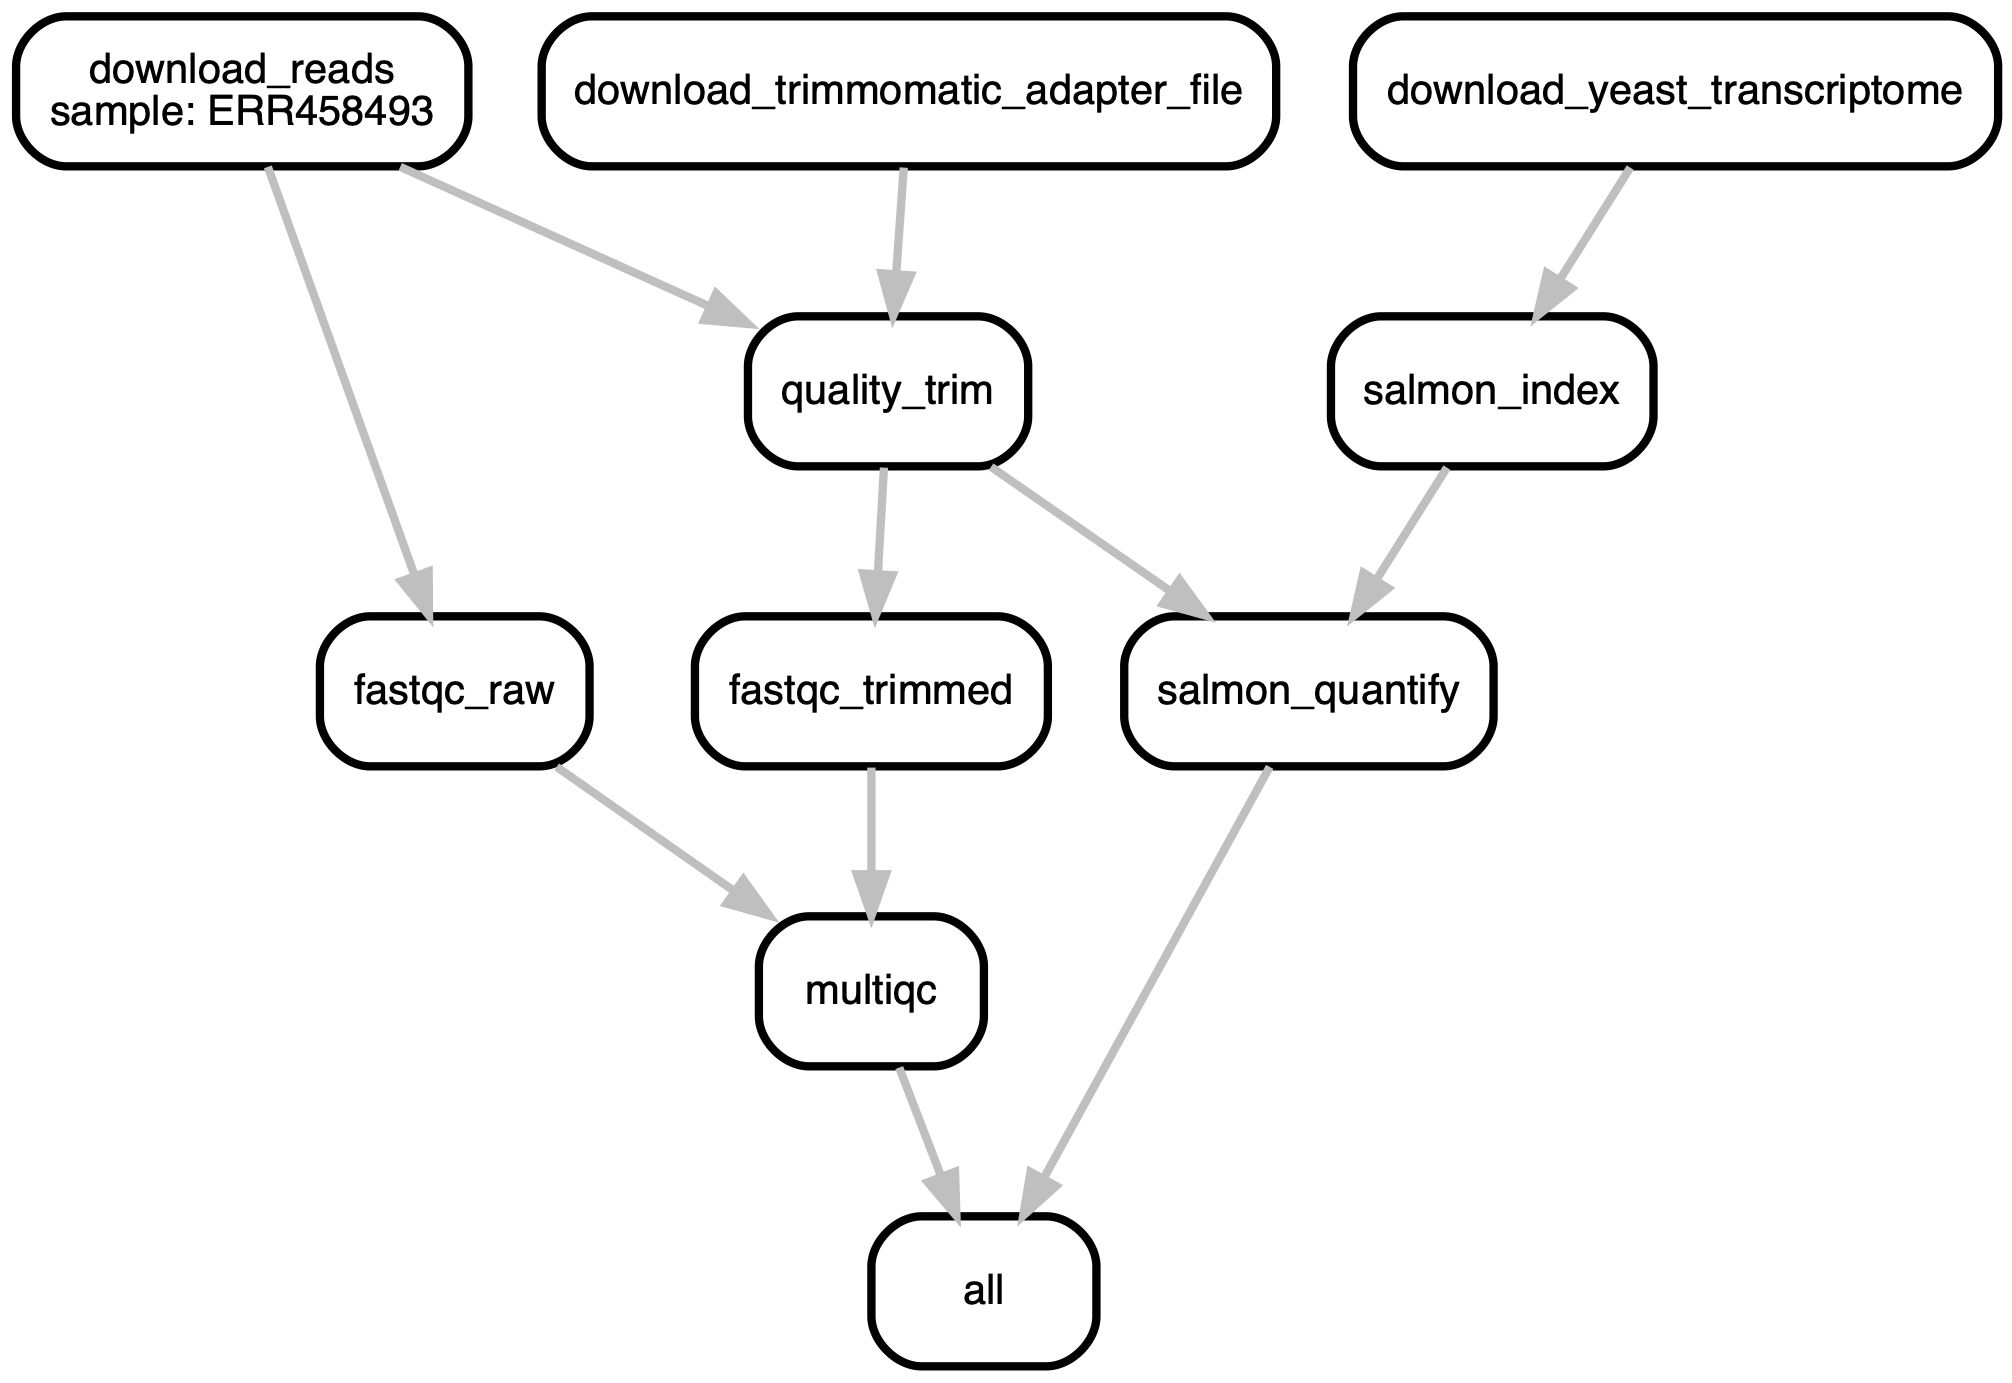 download_reads
sample: ERR458493
download_trimmomatic_adapter_file
download_yeast_transcriptome
quality_trim
salmon_index
fastqc_raw
fastqc_trimmed
salmon_quantify
multiqc
all